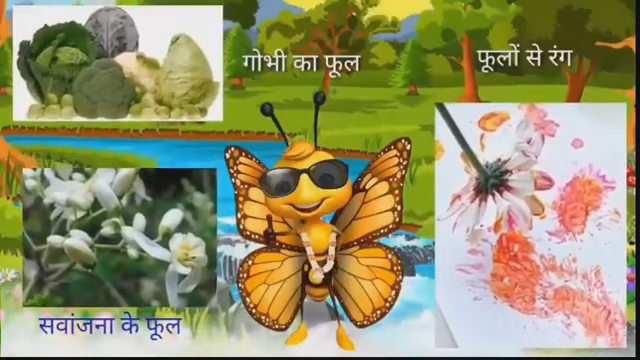 गोभी का फूल
फूलों से रंग
सवांजना के फूल